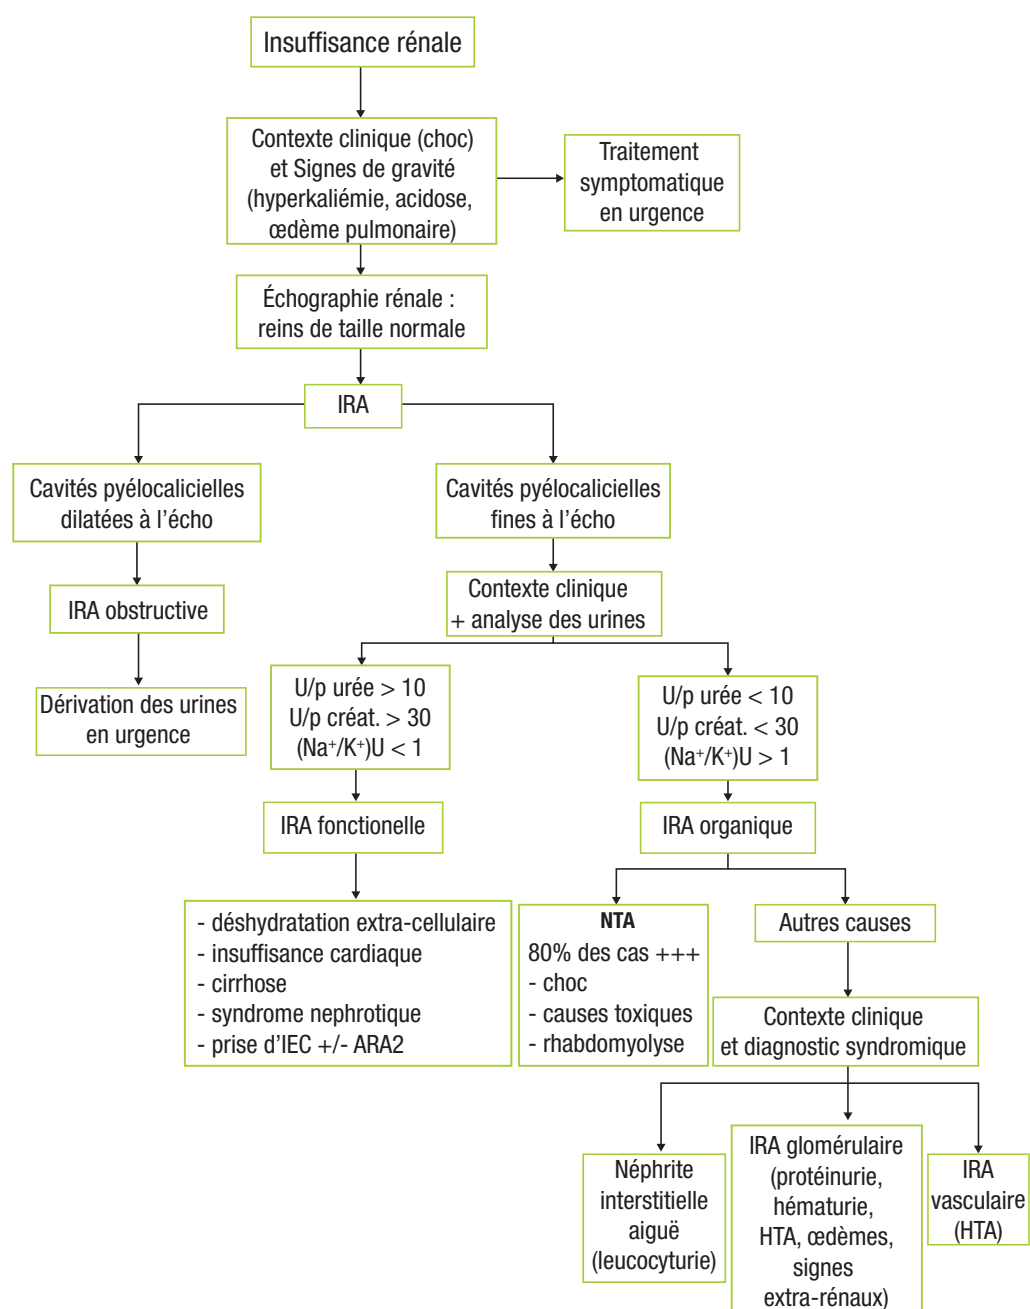 Insuffisance rénale
Contexte clinique (choc)
et Signes de gravité
(hyperkaliémie, acidose,
œdème pulmonaire)
Traitement
symptomatique
en urgence
Échographie rénale :
reins de taille normale
IRA
Cavités pyélocalicielles
dilatées à l’écho
Cavités pyélocalicielles
fines à l’écho
IRA obstructive
Contexte clinique
+ analyse des urines
Dérivation des urines
en urgence
U/p urée > 10
U/p créat. > 30
(Na⁺/K⁺)U < 1
U/p urée < 10
U/p créat. < 30
(Na⁺/K⁺)U > 1
IRA fonctionelle
IRA organique
- déshydratation extra-cellulaire
- insuffisance cardiaque
- cirrhose
- syndrome nephrotique
- prise d’IEC +/- ARA2
NTA
80% des cas +++
- choc
- causes toxiques
- rhabdomyolyse
Autres causes
Contexte clinique
et diagnostic syndromique
Néphrite
interstitielle
aiguë
(leucocyturie)
IRA glomérulaire
(protéinurie,
hématurie,
HTA, œdèmes,
signes
extra-rénaux)
IRA
vasculaire
(HTA)